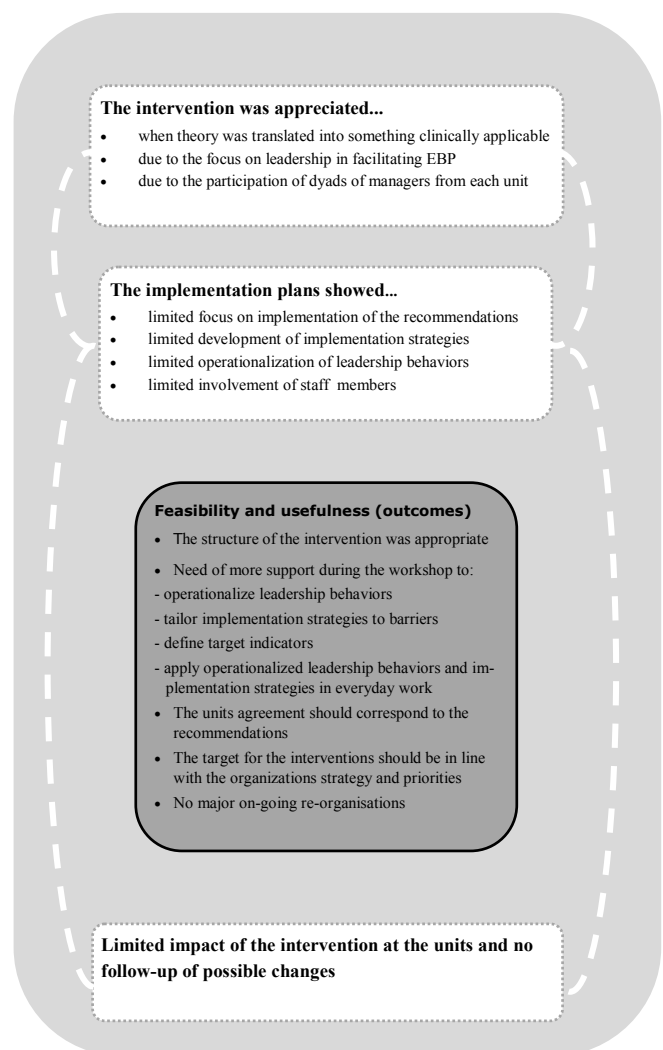 The intervention was appreciated...
• when theory was translated into something clinically applicable
• due to the focus on leadership in facilitating EBP
• due to the participation of dyads of managers from each unit
The implementation plans showed...
• limited focus on implementation of the recommendations
• limited development of implementation strategies
• limited operationalization of leadership behaviors
• limited involvement of staff members
Feasibility and usefulness (outcomes)
• The structure of the intervention was appropriate
• Need of more support during the workshop to:
- operationalize leadership behaviors
- tailor implementation strategies to barriers
- define target indicators
- apply operationalized leadership behaviors and im-
plementation strategies in everyday work
• The units agreement should correspond to the
recommendations
• The target for the interventions should be in line
with the organizations strategy and priorities
• No major on-going re-organisations
Limited impact of the intervention at the units and no
follow-up of possible changes